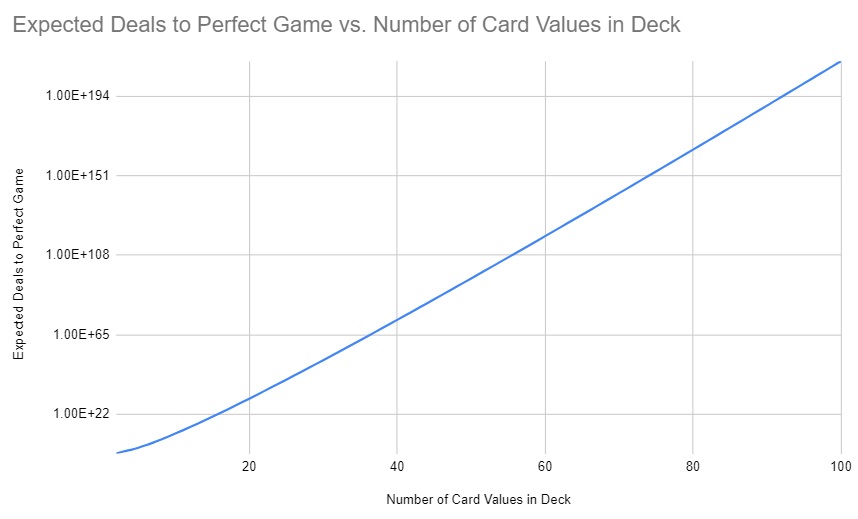 Expected Deals to Perfect Game vs. Number of Card Values in Deck
Expected Deals to Perfect Game
1.00E+194
1.00E+151
1.00E+108
1.00E+65
1.00E+22
20 40 60 80 100
Number of Card Values in Deck